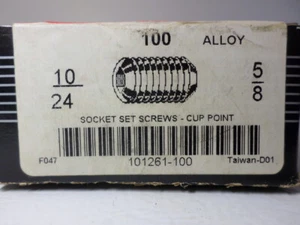 100 ALLOY
10 5
24 8
SOCKET SET SCREWS - CUP POINT
F047 101261-100 Taiwan-D01